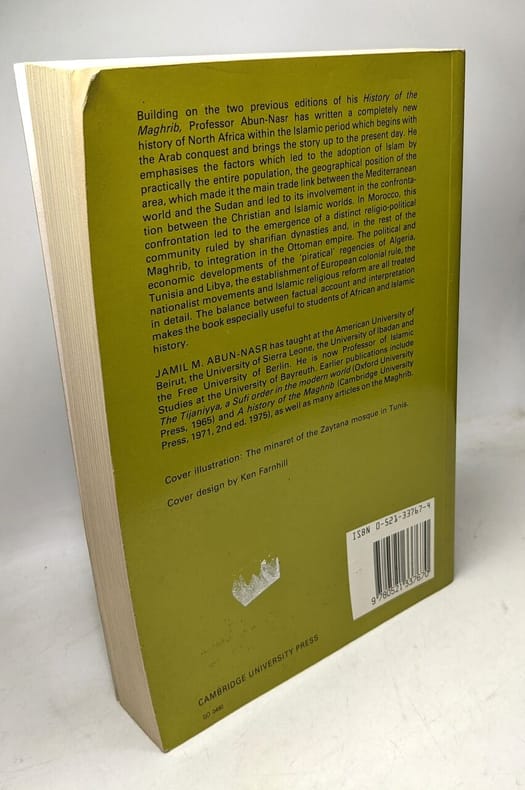 Building on the two previous editions of his History of the
Maghrib, Professor Abun-Nasr has written a completely new
history of North Africa within the Islamic period which begins with
the Arab conquest and brings the story up to the present day. He
emphasises the factors which led to the adoption of Islam by
practically the entire population, the geographical position of the
area, which made it the main trade link between the Mediterranean
world and the Sudan and led to its involvement in the confronta-
tion between the Christian and Islamic worlds. In Morocco, this
confrontation led to the emergence of a distinct religio-political
community ruled by sharifian dynasties and, in the rest of the
Maghrib, to integration in the Ottoman empire. The political and
economic developments of the 'piratical' regencies of Algeria,
Tunisia and Libya, the establishment of European colonial rule, the
nationalist movements and Islamic religious reform are all treated
in detail. The balance between factual account and interpretation
makes the book especially useful to students of African and Islamic
history.
JAMIL M. ABUN-NASR has taught at the American University of
Beirut, the University of Sierra Leone, the University of Ibadan and
the Free University of Berlin. He is now Professor of Islamic
Studies at the University of Bayreuth. Earlier publications include
The Tijaniyya, a Sufi order in the modern world (Oxford University
Press, 1965) and A history of the Maghrib (Cambridge University
Press, 1971, 2nd ed. 1975), as well as many articles on the Maghrib.
Cover illustration: The minaret of the Zaytana mosque in Tunis.
Cover design by Ken Farnhill
ISBN 0-521-33767-4
9 780521 337670
CAMBRIDGE UNIVERSITY PRESS